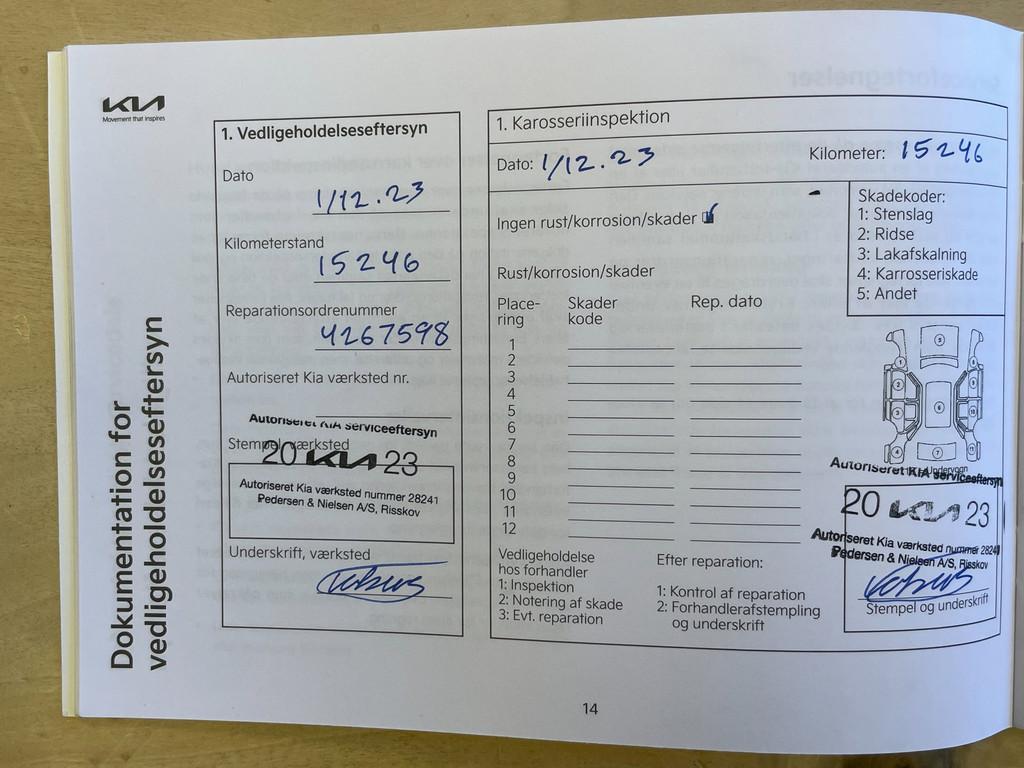 KIA
Movement that inspires
Dokumentation for
vedligeholdelseseftersyn
1. Vedligeholdelseseftersyn
Dato
1/12.23
Kilometerstand
15246
Reparationsordrenummer
4267598
Autoriseret Kia værksted nr.
Autoriseret KIA serviceeftersyn
Stempel, værksted
20 KIA 23
Autoriseret Kia værksted nummer 28241
Pedersen & Nielsen A/S, Risskov
Underskrift, værksted
1. Karosseriinspektion
Dato: 1/12.23
Kilometer: 15246
Ingen rust/korrosion/skader
Skadekoder:
1: Stenslag
2: Ridse
3: Lakafskalning
4: Karrosseriskade
5: Andet
Rust/korrosion/skader
Place-
ring
Skader
kode
Rep. dato
1
2
3
4
5
6
7
8
9
10
11
12
Vedligeholdelse
hos forhandler
1: Inspektion
2: Notering af skade
3: Evt. reparation
Efter reparation:
1: Kontrol af reparation
2: Forhandlerafstempling
og underskrift
Autoriseret KIA serviceeftersyn
20 KIA 23
Autoriseret Kia værksted nummer 28241
Pedersen & Nielsen A/S, Risskov
Stempel og underskrift
14